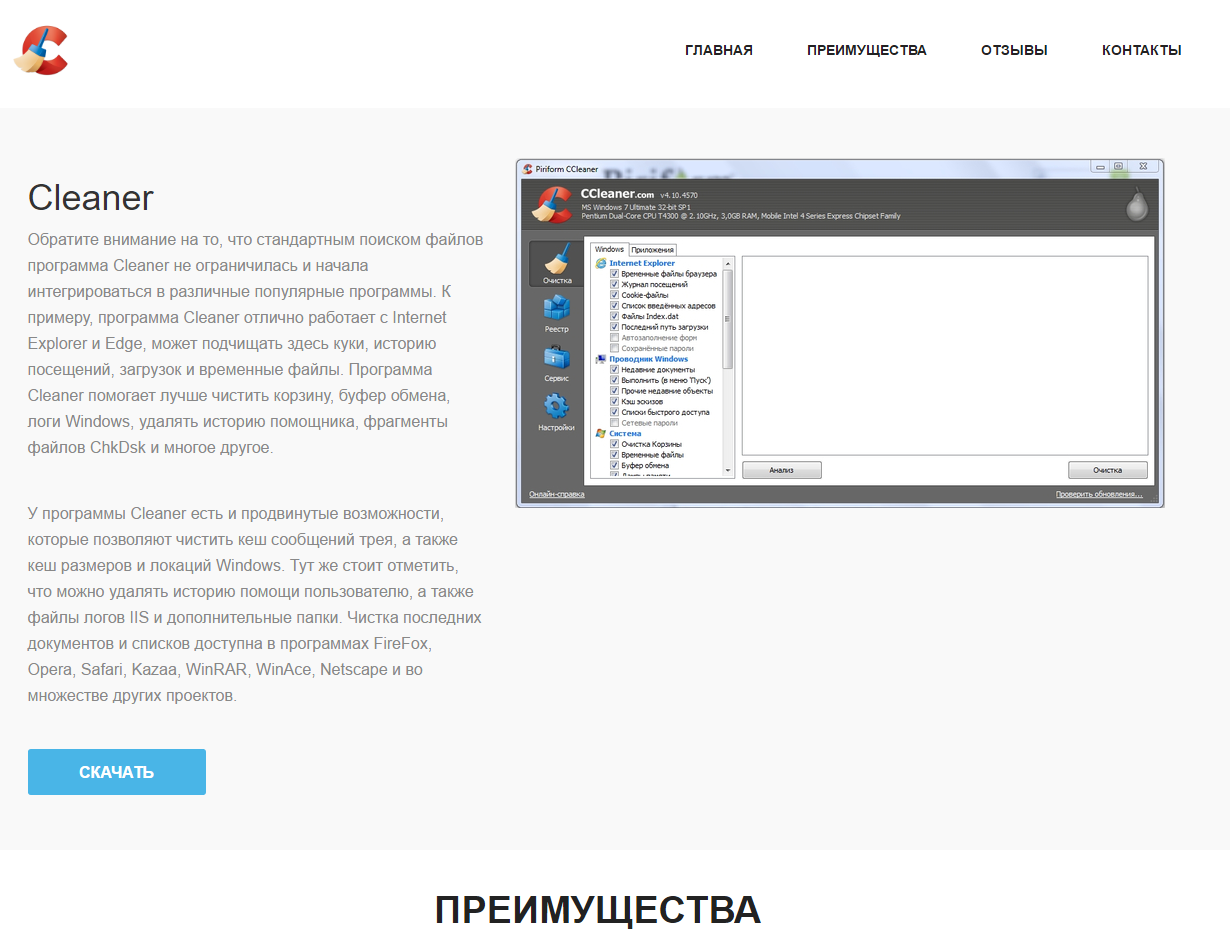 ГЛАВНАЯ ПРЕИМУЩЕСТВА ОТЗЫВЫ КОНТАКТЫ
Cleaner
Обратите внимание на то, что стандартным поиском файлов
программа Cleaner не ограничилась и начала
интегрироваться в различные популярные программы. К
примеру, программа Cleaner отлично работает с Internet
Explorer и Edge, может подчищать здесь куки, историю
посещений, загрузок и временные файлы. Программа
Cleaner помогает лучше чистить корзину, буфер обмена,
логи Windows, удалять историю помощника, фрагменты
файлов ChkDsk и многое другое.
У программы Cleaner есть и продвинутые возможности,
которые позволяют чистить кеш сообщений трея, а также
кеш размеров и локаций Windows. Тут же стоит отметить,
что можно удалять историю помощи пользователю, а также
файлы логов IIS и дополнительные папки. Чистка последних
документов и списков доступна в программах FireFox,
Opera, Safari, Kazaa, WinRAR, WinAce, Netscape и во
множестве других проектов.
СКАЧАТЬ
Piriform CCleaner
CCleaner.com v4.10.4570
MS Windows 7 Ultimate 32-bit SP1
Pentium Dual-Core CPU T4300 @ 2.10GHz, 3,0GB RAM, Mobile Intel 4 Series Express Chipset Family
Очистка
Реестр
Сервис
Настройки
Windows Приложения
Internet Explorer
Временные файлы браузера
Журнал посещений
Cookie-файлы
Список введённых адресов
Файлы Index.dat
Последний путь загрузки
Автозаполнение форм
Сохранённые пароли
Проводник Windows
Недавние документы
Выполнить (в меню 'Пуск')
Прочие недавние объекты
Кэш эскизов
Списки быстрого доступа
Сетевые пароли
Система
Очистка Корзины
Временные файлы
Буфер обмена
Анализ Очистка
Онлайн-справка Проверить обновления...
ПРЕИМУЩЕСТВА